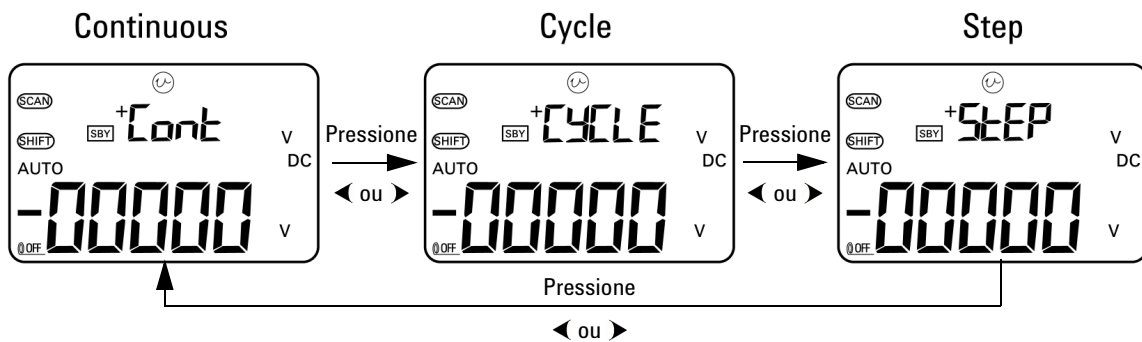 Continuous
Cycle
Step
SCAN
SHIFT
SBY
+Cont
V
DC
AUTO
-00000
V
OFF
Pressione
◀ ou ▶
SCAN
SHIFT
SBY
+CYCLE
V
DC
AUTO
-00000
V
OFF
Pressione
◀ ou ▶
SCAN
SHIFT
SBY
+StEP
V
DC
AUTO
-00000
V
OFF
Pressione
◀ ou ▶